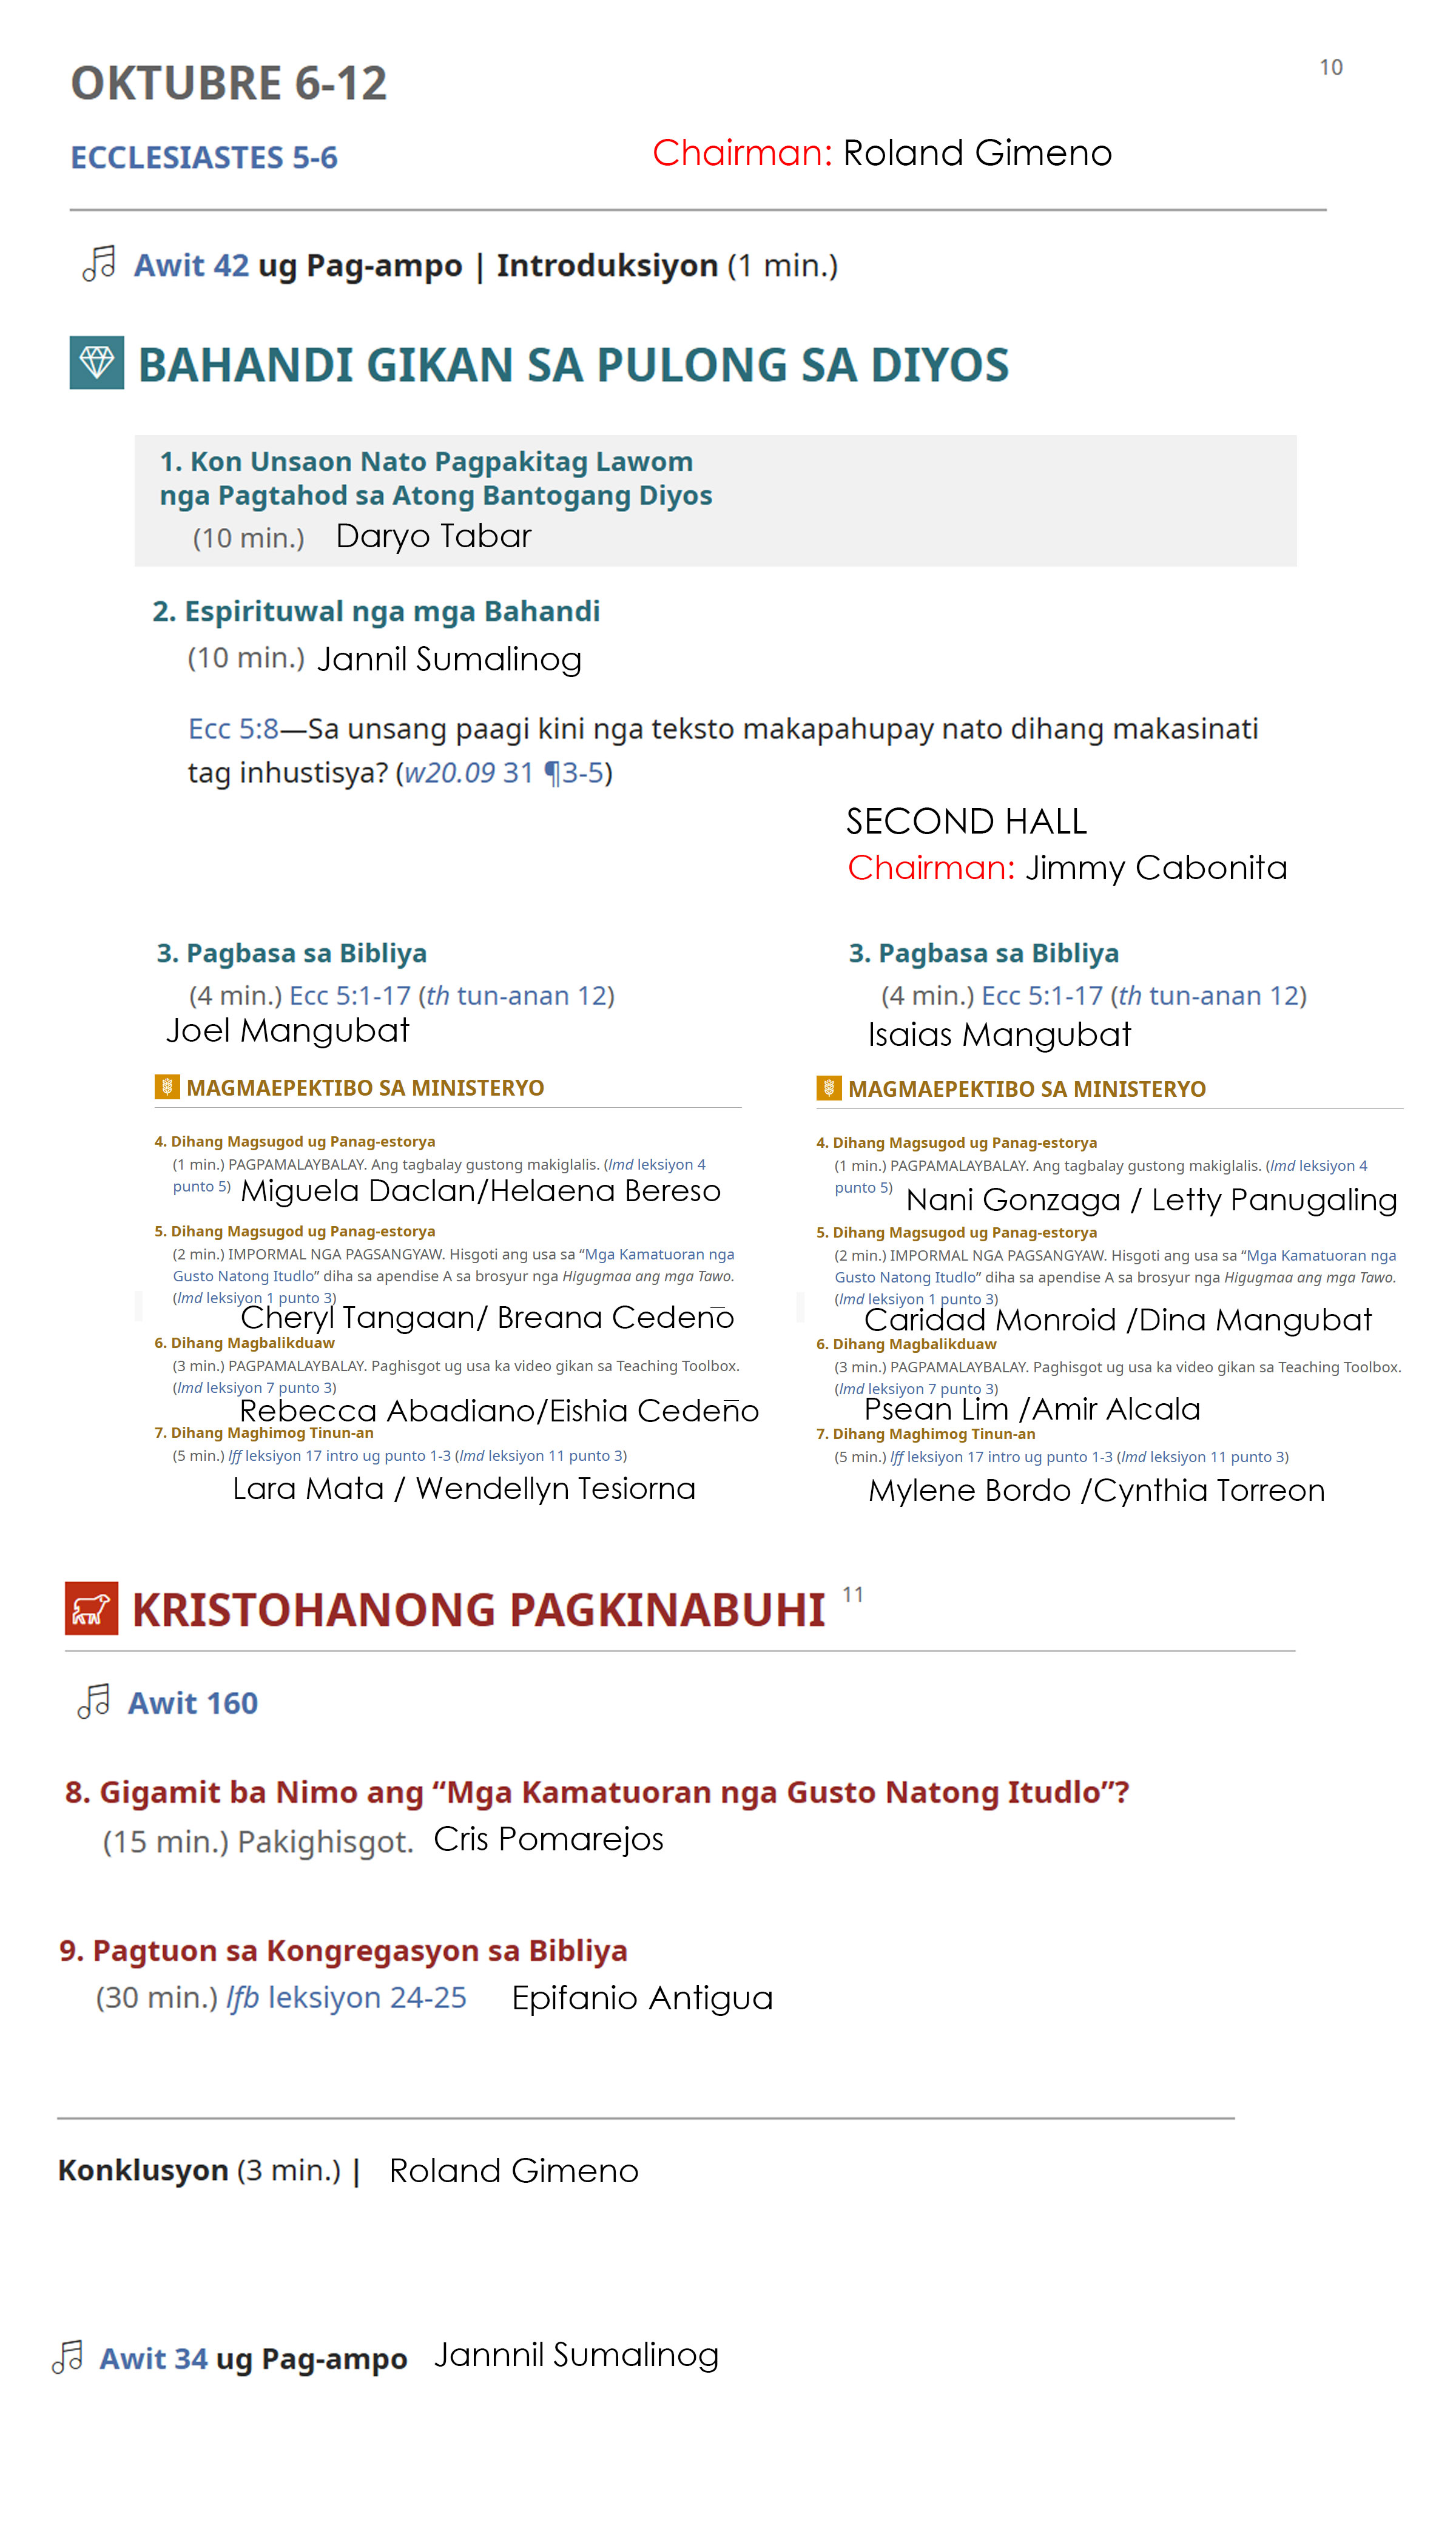 OKTUBRE 6-12
10
ECCLESIASTES 5-6
Chairman: Roland Gimeno
Awit 42 ug Pag-ampo | Introduksiyon (1 min.)
BAHANDI GIKAN SA PULONG SA DIYOS
1. Kon Unsaon Nato Pagpakitag Lawom
nga Pagtahod sa Atong Bantogang Diyos
(10 min.) Daryo Tabar
2. Espirituwal nga mga Bahandi
(10 min.) Jannil Sumalinog
Ecc 5:8—Sa unsang paagi kini nga teksto makapahupay nato dihang makasinati
tag inhustisya? (w20.09 31 ¶3-5)
SECOND HALL
Chairman: Jimmy Cabonita
3. Pagbasa sa Bibliya
(4 min.) Ecc 5:1-17 (th tun-anan 12)
Joel Mangubat
MAGMAEPEKTIBO SA MINISTERYO
4. Dihang Magsugod ug Panag-estorya
(1 min.) PAGPAMALAYBALAY. Ang tagbalay gustong makiglalis. (lmd leksiyon 4
punto 5) Miguela Daclan/Helaena Bereso
5. Dihang Magsugod ug Panag-estorya
(2 min.) IMPORMAL NGA PAGSANGYAW. Hisgoti ang usa sa “Mga Kamatuoran nga
Gusto Natong Itudlo” diha sa apendise A sa brosyur nga Higugmaa ang mga Tawo.
(lmd leksiyon 1 punto 3)
Cheryl Tangaan/ Breana Cedeño
6. Dihang Magbalikduaw
(3 min.) PAGPAMALAYBALAY. Paghisgot ug usa ka video gikan sa Teaching Toolbox.
(lmd leksiyon 7 punto 3)
Rebecca Abadiano/Eishia Cedeño
7. Dihang Maghimog Tinun-an
(5 min.) lff leksiyon 17 intro ug punto 1-3 (lmd leksiyon 11 punto 3)
Lara Mata / Wendellyn Tesiorna
3. Pagbasa sa Bibliya
(4 min.) Ecc 5:1-17 (th tun-anan 12)
Isaias Mangubat
MAGMAEPEKTIBO SA MINISTERYO
4. Dihang Magsugod ug Panag-estorya
(1 min.) PAGPAMALAYBALAY. Ang tagbalay gustong makiglalis. (lmd leksiyon 4
punto 5) Nani Gonzaga / Letty Panugaling
5. Dihang Magsugod ug Panag-estorya
(2 min.) IMPORMAL NGA PAGSANGYAW. Hisgoti ang usa sa “Mga Kamatuoran nga
Gusto Natong Itudlo” diha sa apendise A sa brosyur nga Higugmaa ang mga Tawo.
(lmd leksiyon 1 punto 3)
Caridad Monroid /Dina Mangubat
6. Dihang Magbalikduaw
(3 min.) PAGPAMALAYBALAY. Paghisgot ug usa ka video gikan sa Teaching Toolbox.
(lmd leksiyon 7 punto 3)
Psean Lim /Amir Alcala
7. Dihang Maghimog Tinun-an
(5 min.) lff leksiyon 17 intro ug punto 1-3 (lmd leksiyon 11 punto 3)
Mylene Bordo /Cynthia Torreon
KRISTOHANONG PAGKINABUHI 11
Awit 160
8. Gigamit ba Nimo ang “Mga Kamatuoran nga Gusto Natong Itudlo”?
(15 min.) Pakighisgot. Cris Pomarejos
9. Pagtuon sa Kongregasyon sa Bibliya
(30 min.) lfb leksiyon 24-25 Epifanio Antigua
Konklusyon (3 min.) | Roland Gimeno
Awit 34 ug Pag-ampo Jannnil Sumalinog